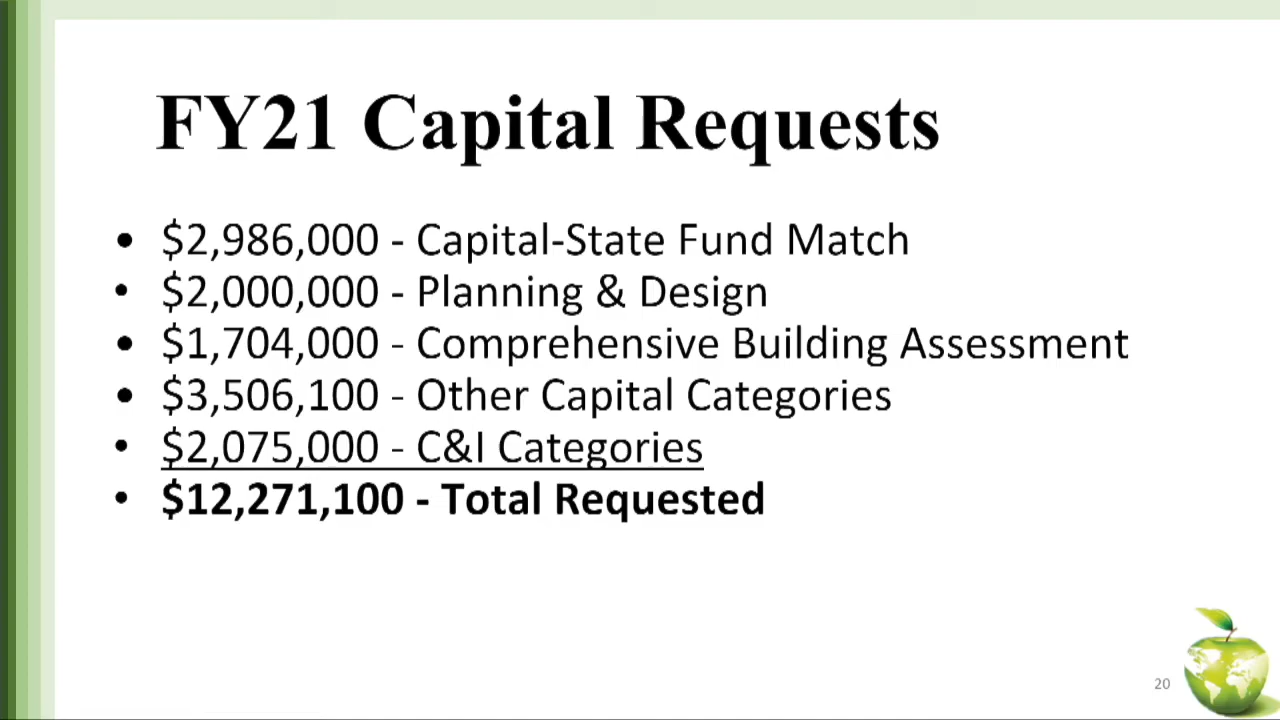 FY21 Capital Requests
• $2,986,000 - Capital-State Fund Match
• $2,000,000 - Planning & Design
• $1,704,000 - Comprehensive Building Assessment
• $3,506,100 - Other Capital Categories
• $2,075,000 - C&I Categories
• $12,271,100 - Total Requested
20